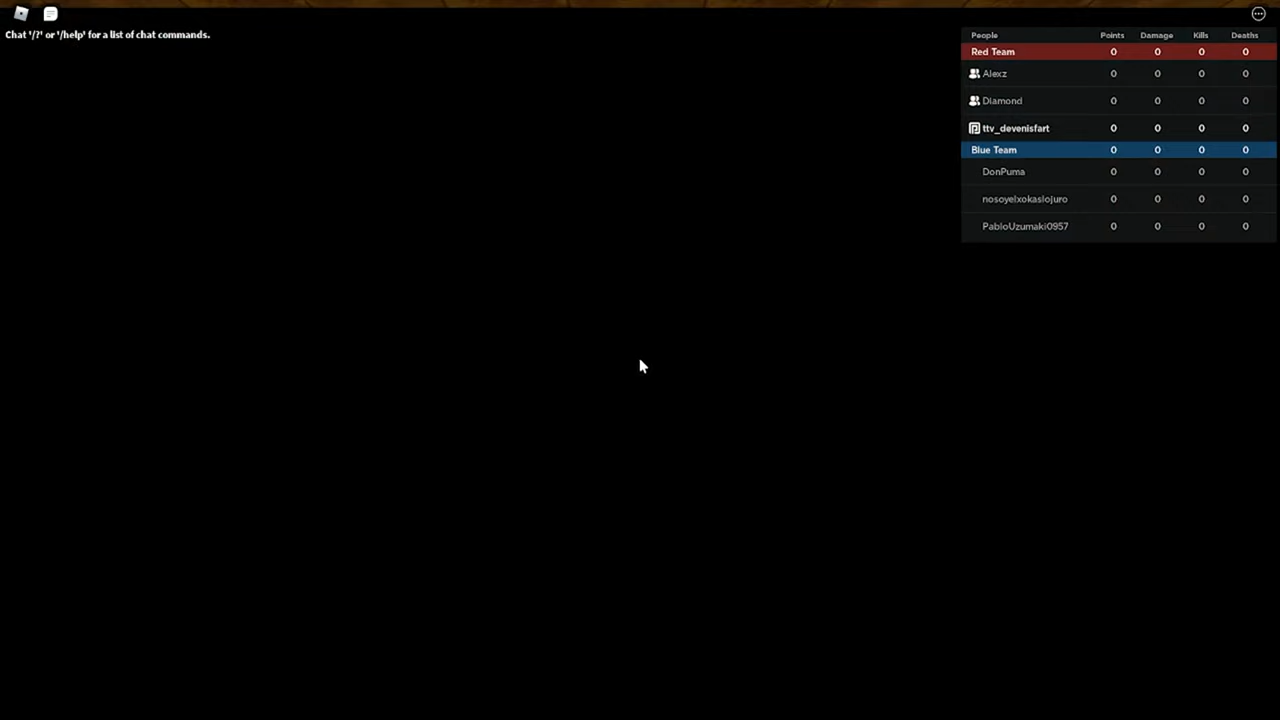 Chat '/?' or '/help' for a list of chat commands.
People Points Damage Kills Deaths
Red Team 0 0 0 0
Alexz 0 0 0 0
Diamond 0 0 0 0
ttv_devenisfart 0 0 0 0
Blue Team 0 0 0 0
DonPuma 0 0 0 0
nosoyelxokaslojuro 0 0 0 0
PabloUzumaki0957 0 0 0 0